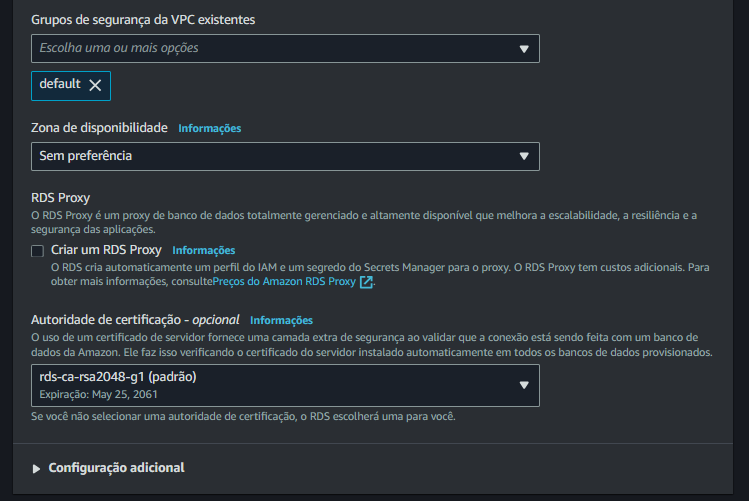 Grupos de segurança da VPC existentes
Escolha uma ou mais opções
default
Zona de disponibilidade Informações
Sem preferência
RDS Proxy
O RDS Proxy é um proxy de banco de dados totalmente gerenciado e altamente disponível que melhora a escalabilidade, a resiliência e a
segurança das aplicações.
Criar um RDS Proxy Informações
O RDS cria automaticamente um perfil do IAM e um segredo do Secrets Manager para o proxy. O RDS Proxy tem custos adicionais. Para
obter mais informações, consultePreços do Amazon RDS Proxy.
Autoridade de certificação - opcional Informações
O uso de um certificado de servidor fornece uma camada extra de segurança ao validar que a conexão está sendo feita com um banco de
dados da Amazon. Ele faz isso verificando o certificado do servidor instalado automaticamente em todos os bancos de dados provisionados.
rds-ca-rsa2048-g1 (padrão)
Expiração: May 25, 2061
Se você não selecionar uma autoridade de certificação, o RDS escolherá uma para você.
Configuração adicional